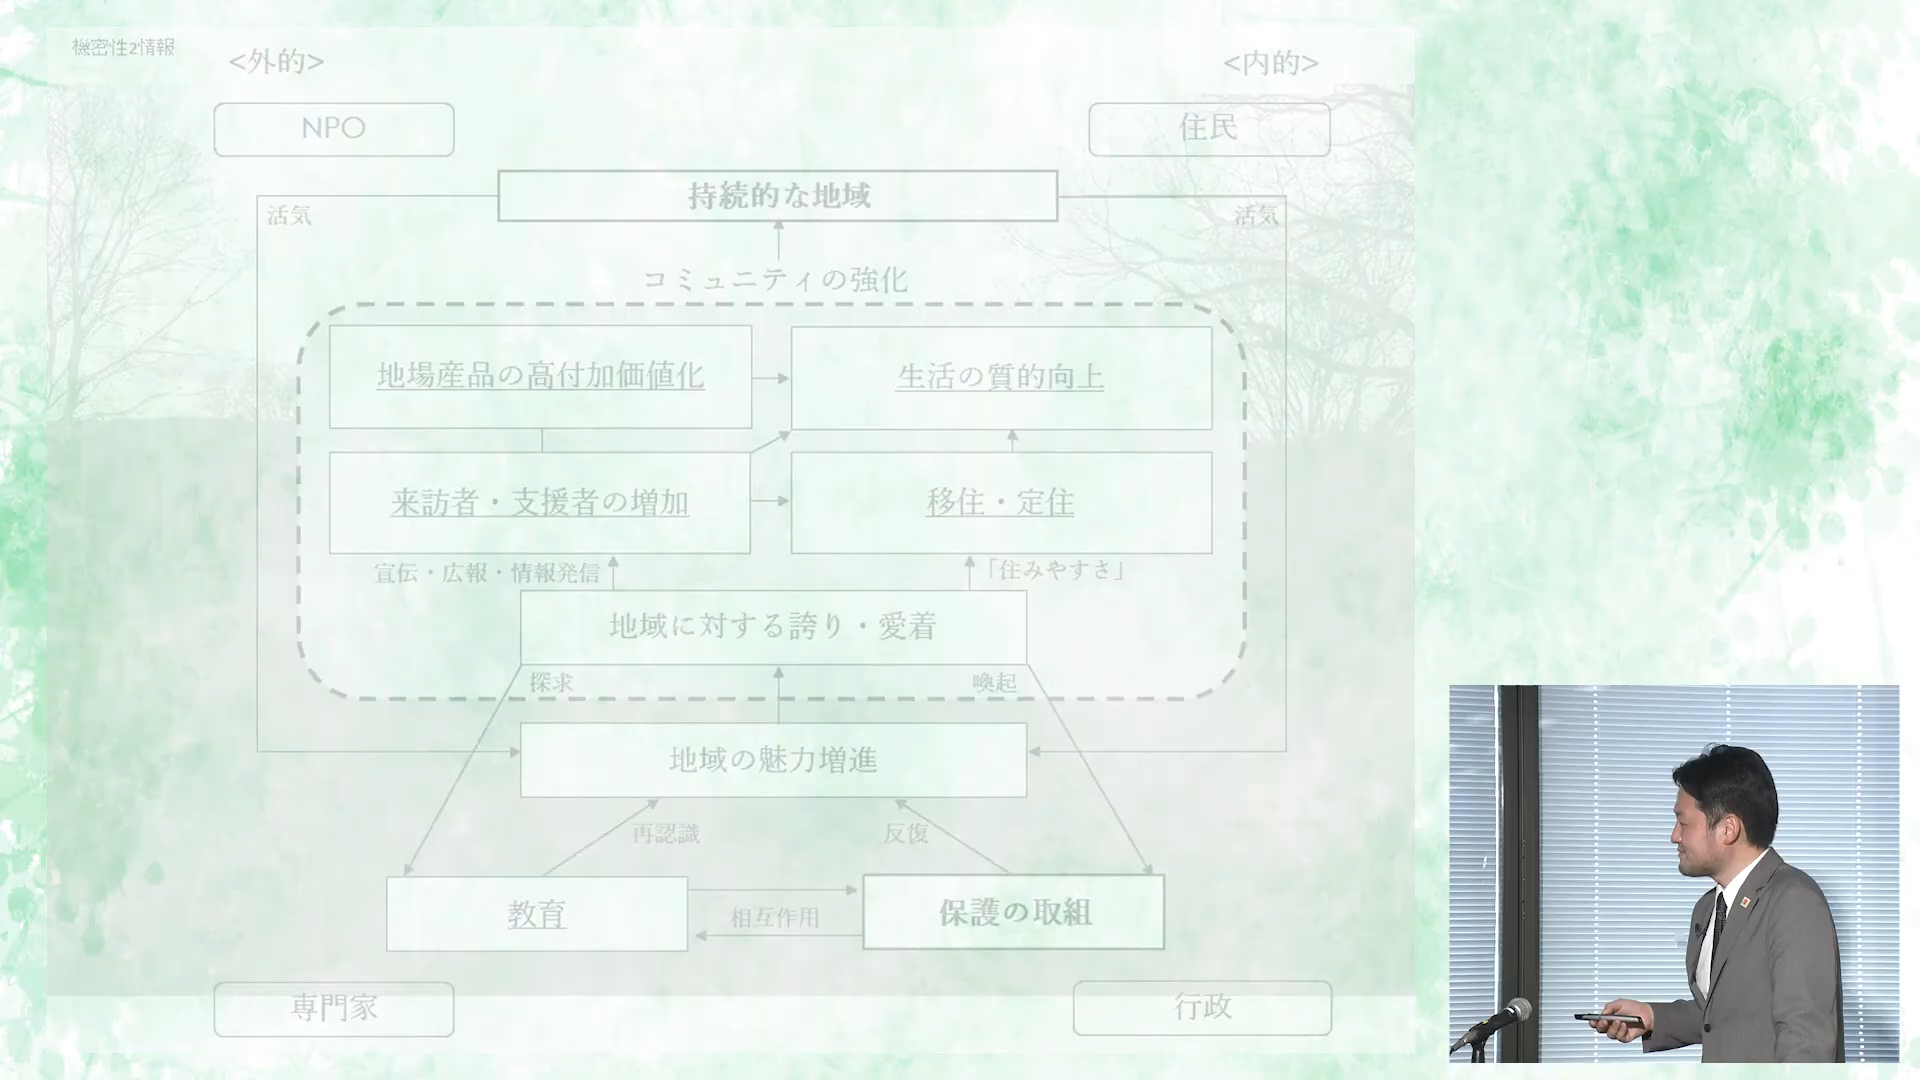 機密性2情報
<外的>
<内的>
NPO
住民
持続的な地域
活気
活気
コミュニティの強化
地場産品の高付加価値化
生活の質的向上
来訪者・支援者の増加
移住・定住
宣伝・広報・情報発信
「住みやすさ」
地域に対する誇り・愛着
探求
喚起
地域の魅力増進
再認識
反復
教育
相互作用
保護の取組
専門家
行政